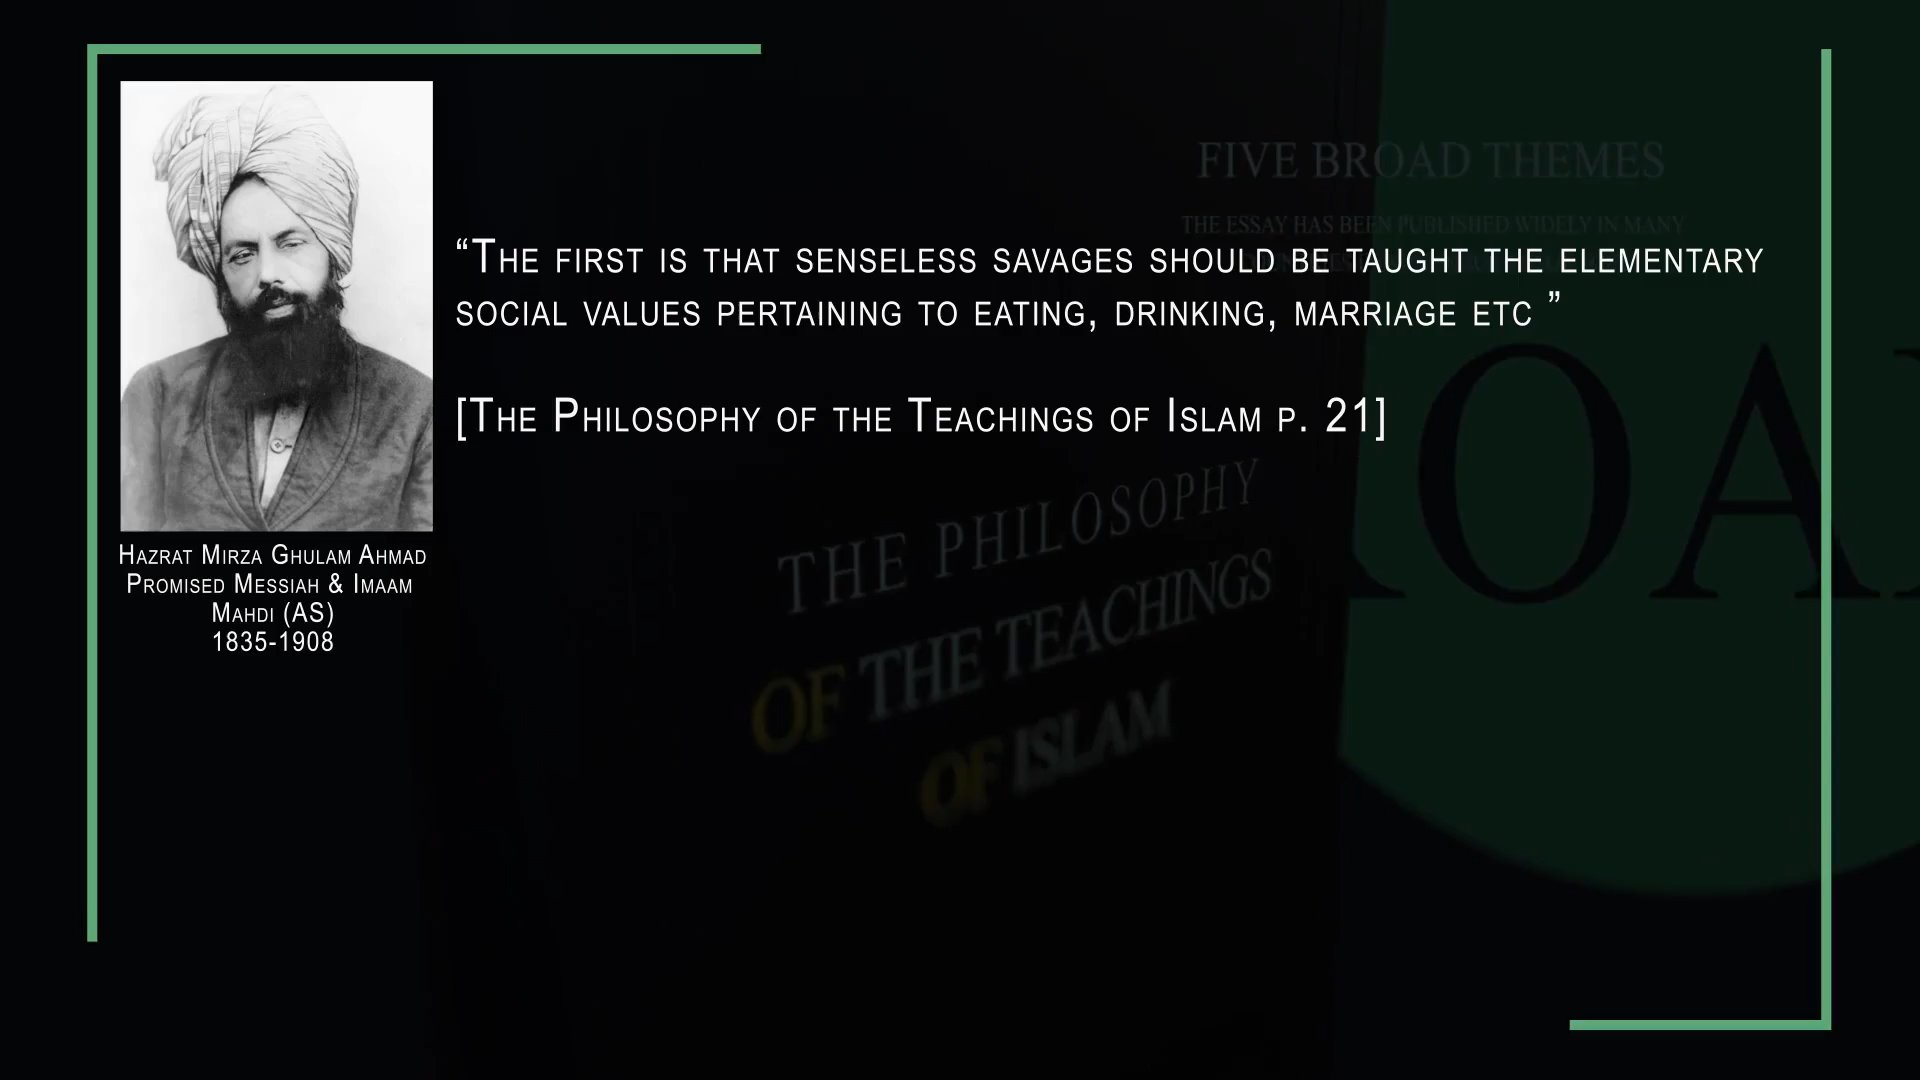 “The first is that senseless savages should be taught the elementary
social values pertaining to eating, drinking, marriage etc ”
[The Philosophy of the Teachings of Islam p. 21]
Hazrat Mirza Ghulam Ahmad
Promised Messiah & Imaam
Mahdi (AS)
1835-1908
FIVE BROAD THEMES
THE ESSAY HAS BEEN PUBLISHED WIDELY IN MANY
THE PHILOSOPHY
OF THE TEACHINGS
OF ISLAM
OA